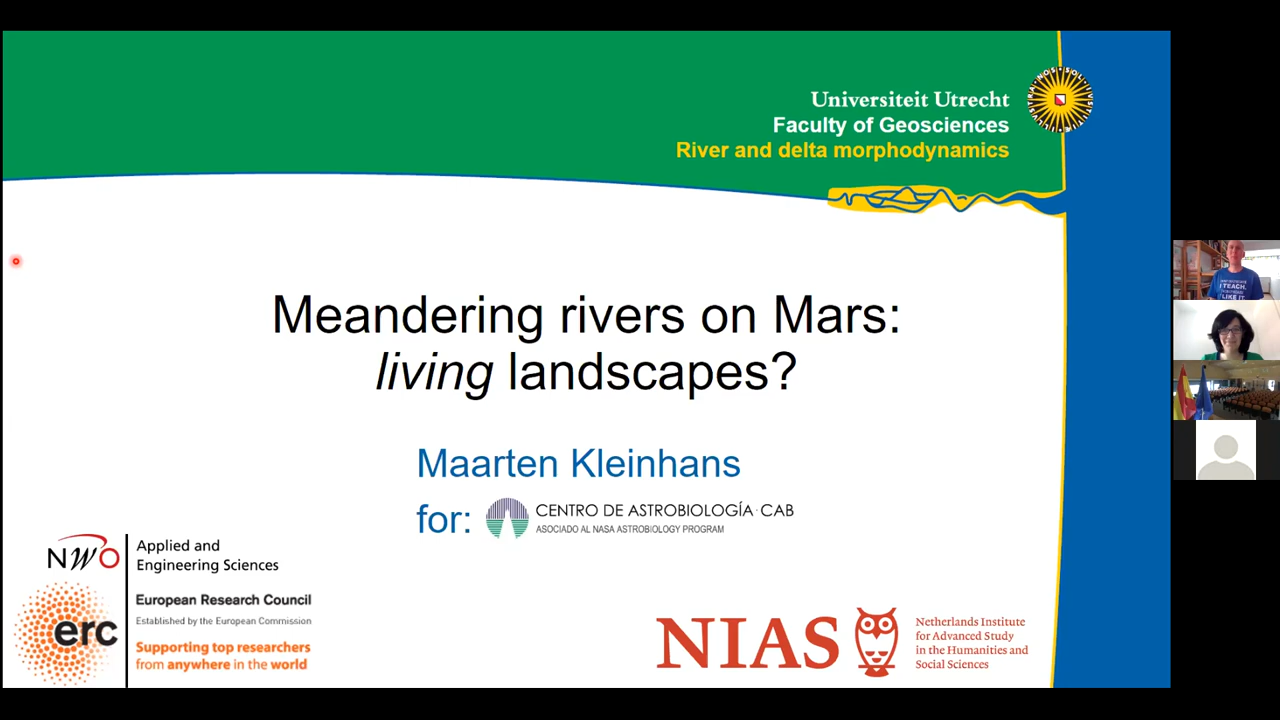 Universiteit Utrecht
Faculty of Geosciences
River and delta morphodynamics
Meandering rivers on Mars:
living landscapes?
Maarten Kleinhans
for:
CENTRO DE ASTROBIOLOGÍA · CAB
ASOCIADO AL NASA ASTROBIOLOGY PROGRAM
NWO
Applied and
Engineering Sciences
erc
European Research Council
Established by the European Commission
Supporting top researchers
from anywhere in the world
NIAS
Netherlands Institute
for Advanced Study
in the Humanities and
Social Sciences
I TEACH.
LIKE IT.